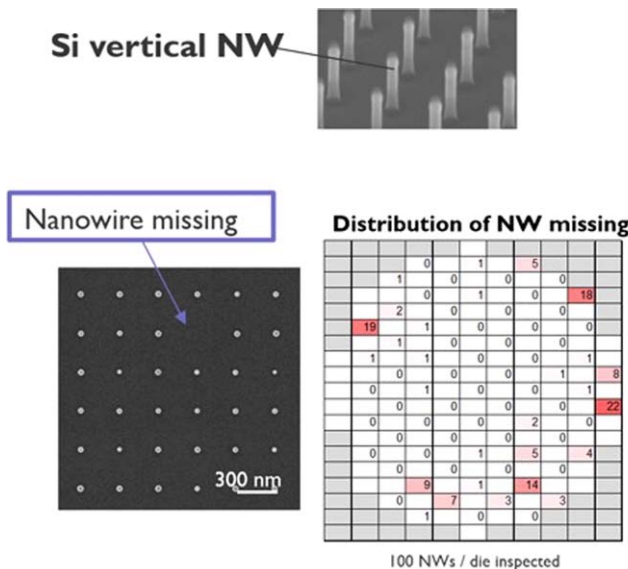 Si vertical NW
Nanowire missing
300 nm
Distribution of NW missing
0 1 5
1 0 0 0
0 1 0 18
2 0 0 0
19 1 0 0 0
1 0 0 0
1 1 0 0 1
0 0 0 1 8
0 1 0 0 1
0 0 0 0 22
0 0 0 2 0
0 0 0 0
0 0 1 5 4
0 0 0 0
9 1 14
0 7 3 3
1 0 0
100 NWs / die inspected